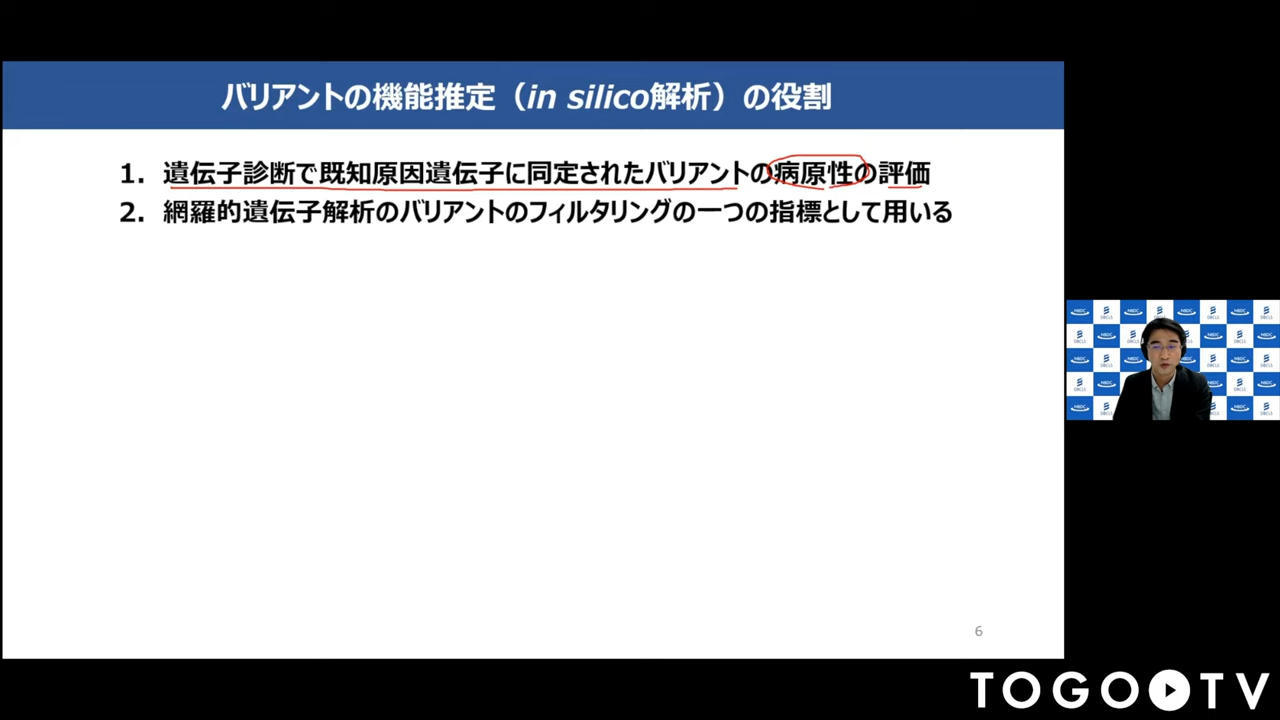 バリアントの機能推定（in silico解析）の役割
1. 遺伝子診断で既知原因遺伝子に同定されたバリアントの病原性の評価
2. 網羅的遺伝子解析のバリアントのフィルタリングの一つの指標として用いる
6
NBDC
DBCLS
TOGO TV